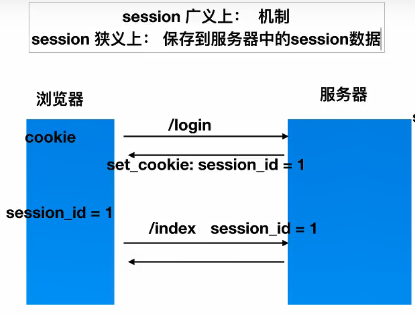 session 广义上： 机制
session 狭义上： 保存到服务器中的session数据
浏览器
服务器
cookie
/login
set_cookie: session_id = 1
session_id = 1
/index session_id = 1